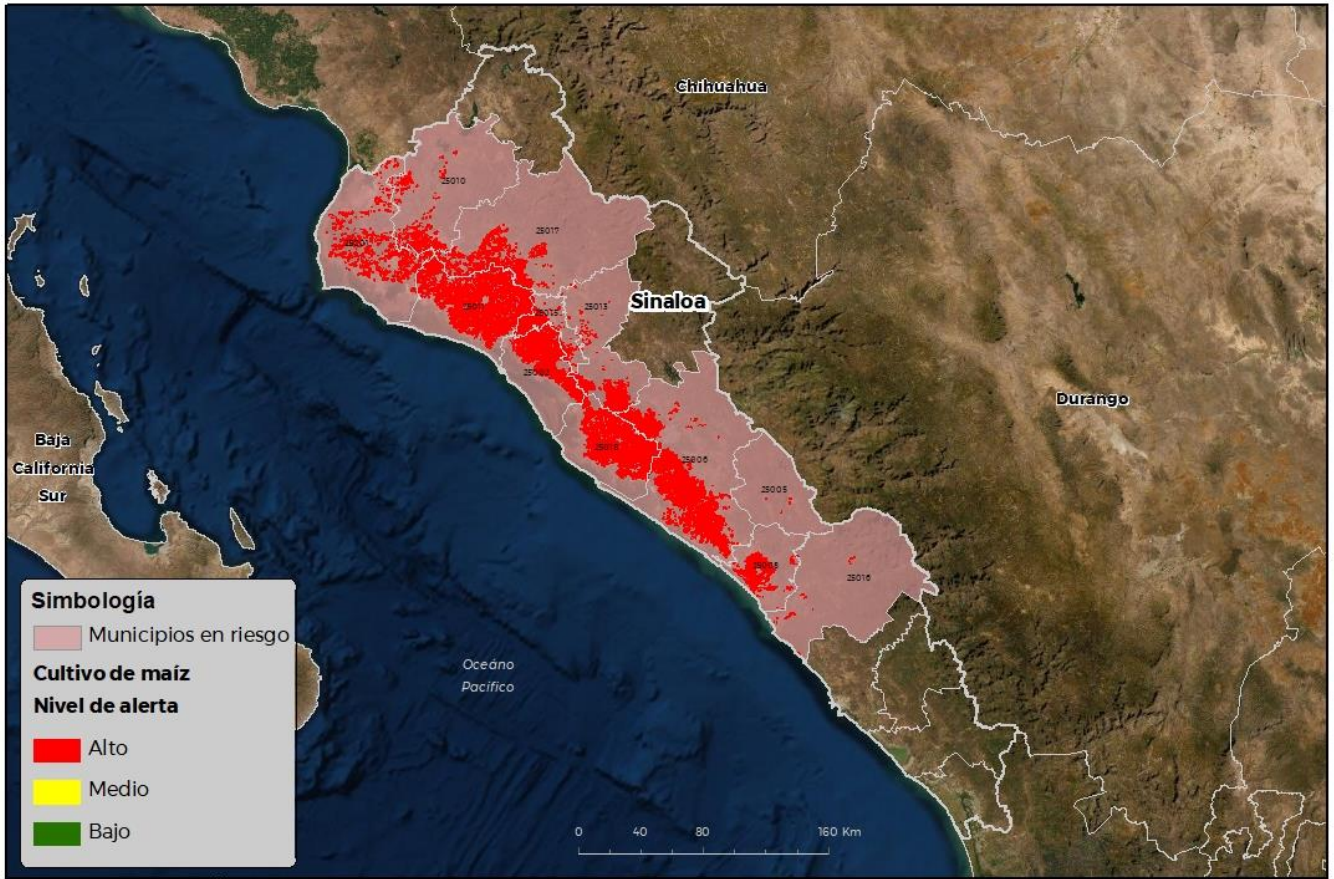 Chihuahua
25010
25017
Sinaloa
25013
Durango
Baja
California
Sur
25006
25005
25016
Océano
Pacífico
Simbología
Municipios en riesgo
Cultivo de maíz
Nivel de alerta
Alto
Medio
Bajo
0 40 80 160 Km